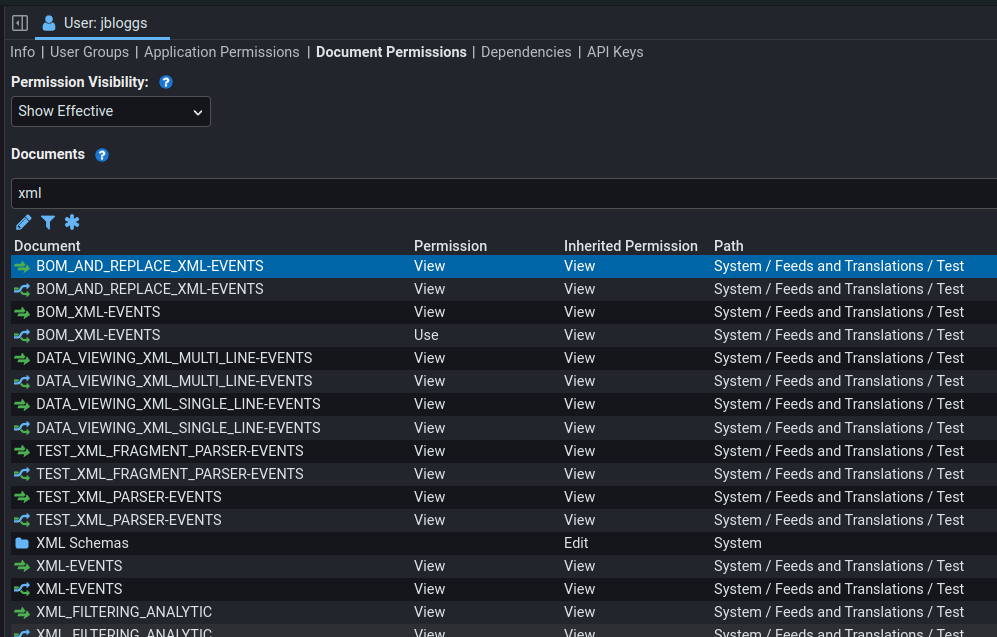 User: jbloggs
Info | User Groups | Application Permissions | Document Permissions | Dependencies | API Keys
Permission Visibility: ?
Show Effective
Documents ?
xml
Document Permission Inherited Permission Path
BOM_AND_REPLACE_XML-EVENTS View View System / Feeds and Translations / Test
BOM_AND_REPLACE_XML-EVENTS View View System / Feeds and Translations / Test
BOM_XML-EVENTS View View System / Feeds and Translations / Test
BOM_XML-EVENTS Use View System / Feeds and Translations / Test
DATA_VIEWING_XML_MULTI_LINE-EVENTS View View System / Feeds and Translations / Test
DATA_VIEWING_XML_MULTI_LINE-EVENTS View View System / Feeds and Translations / Test
DATA_VIEWING_XML_SINGLE_LINE-EVENTS View View System / Feeds and Translations / Test
DATA_VIEWING_XML_SINGLE_LINE-EVENTS View View System / Feeds and Translations / Test
TEST_XML_FRAGMENT_PARSER-EVENTS View View System / Feeds and Translations / Test
TEST_XML_FRAGMENT_PARSER-EVENTS View View System / Feeds and Translations / Test
TEST_XML_PARSER-EVENTS View View System / Feeds and Translations / Test
TEST_XML_PARSER-EVENTS View View System / Feeds and Translations / Test
XML Schemas Edit System
XML-EVENTS View View System / Feeds and Translations / Test
XML-EVENTS View View System / Feeds and Translations / Test
XML_FILTERING_ANALYTIC View View System / Feeds and Translations / Test
XML_FILTERING_ANALYTIC View View System / Feeds and Translations / Test